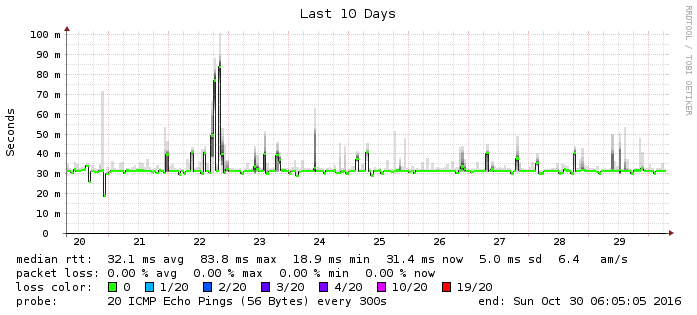 Last 10 Days
RRDTOOL / TOBI OETIKER
Seconds
100 m
90 m
80 m
70 m
60 m
50 m
40 m
30 m
20 m
10 m
0
20 21 22 23 24 25 26 27 28 29
median rtt: 32.1 ms avg 83.8 ms max 18.9 ms min 31.4 ms now 5.0 ms sd 6.4 am/s
packet loss: 0.00 % avg 0.00 % max 0.00 % min 0.00 % now
loss color: 0 1/20 2/20 3/20 4/20 10/20 19/20
probe: 20 ICMP Echo Pings (56 Bytes) every 300s end: Sun Oct 30 06:05:05 2016